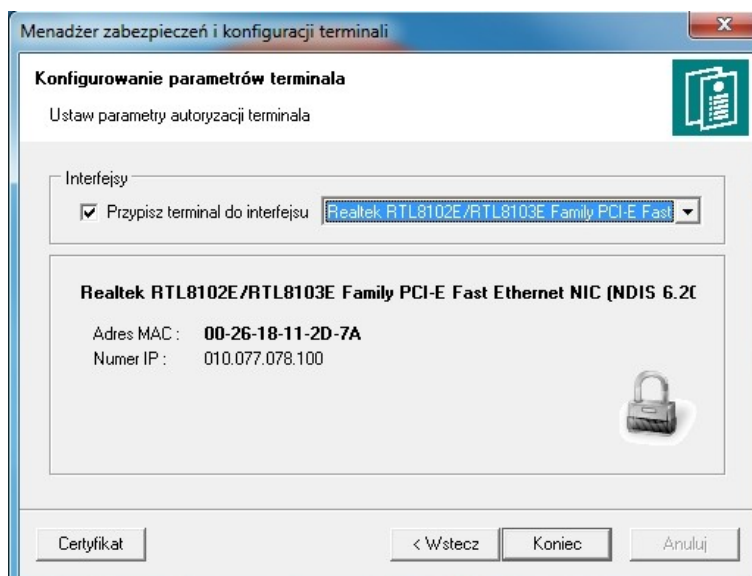 Menadżer zabezpieczeń i konfiguracji terminali
Konfigurowanie parametrów terminala
Ustaw parametry autoryzacji terminala
Interfejsy
Przypisz terminal do interfejsu Realtek RTL8102E/RTL8103E Family PCI-E Fast
Realtek RTL8102E/RTL8103E Family PCI-E Fast Ethernet NIC (NDIS 6.20
Adres MAC : 00-26-18-11-2D-7A
Numer IP : 010.077.078.100
Certyfikat < Wstecz Koniec Anuluj